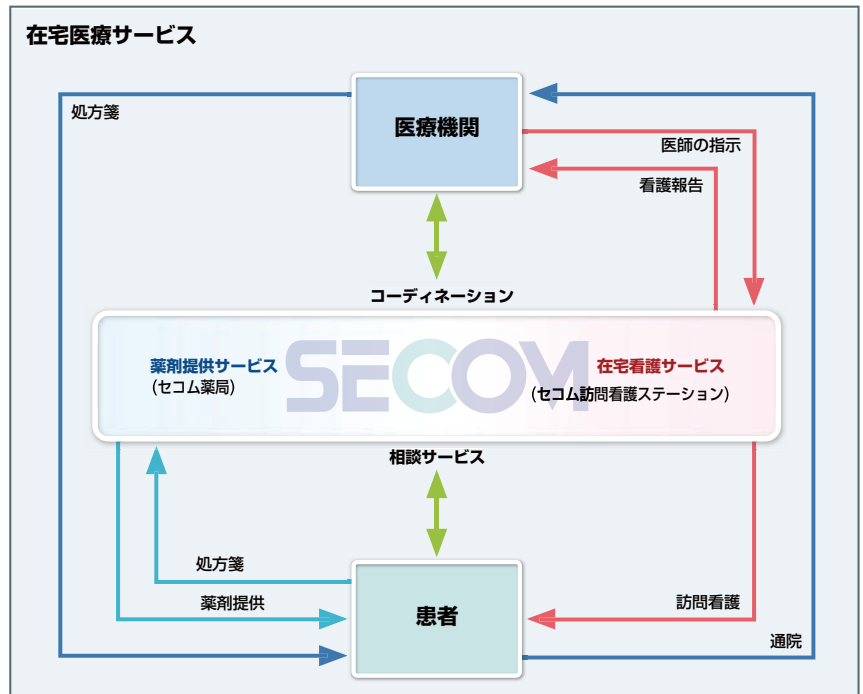 在宅医療サービス
処方箋
医療機関
医師の指示
看護報告
コーディネーション
SECOM
薬剤提供サービス
(セコム薬局)
在宅看護サービス
(セコム訪問看護ステーション)
相談サービス
処方箋
薬剤提供
患者
訪問看護
通院